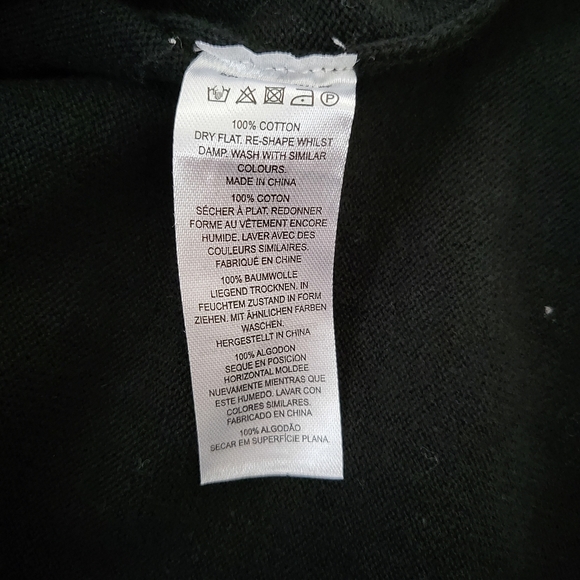 100% COTTON
DRY FLAT. RE-SHAPE WHILST
DAMP. WASH WITH SIMILAR
COLOURS.
MADE IN CHINA
100% COTON
SÉCHER À PLAT. REDONNER
FORME AU VÊTEMENT ENCORE
HUMIDE. LAVER AVEC DES
COULEURS SIMILAIRES.
FABRIQUÉ EN CHINE
100% BAUMWOLLE
LIEGEND TROCKNEN. IN
FEUCHTEM ZUSTAND IN FORM
ZIEHEN. MIT ÄHNLICHEN FARBEN
WASCHEN.
HERGESTELLT IN CHINA
100% ALGODON
SEQUE EN POSICION
HORIZONTAL MOLDEE
NUEVAMENTE MIENTRAS QUE
ESTE HUMEDO. LAVAR CON
COLORES SIMILARES.
FABRICADO EN CHINA
100% ALGODÃO
SECAR EM SUPERFÍCIE PLANA.